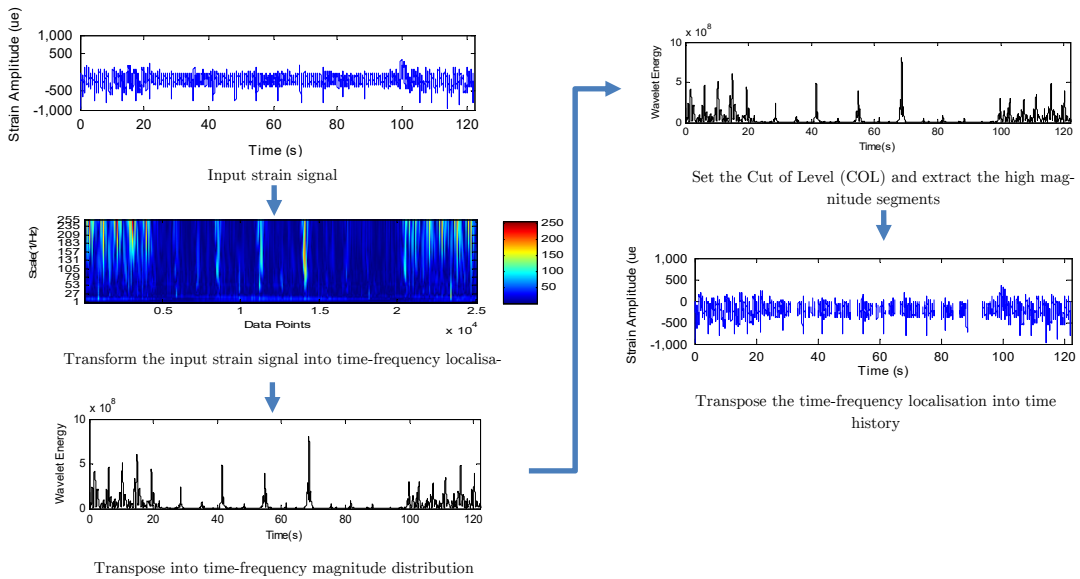 Strain Amplitude (ue)
1,000
500
-500
-1,000
0 20 40 60 80 100 120
Time (s)
Input strain signal
Scale(1/Hz)
255
235
209
183
157
131
105
79
53
27
1
0.5 1.0 1.5 2.0 2.5
Data Points
x 10⁴
250
200
150
100
50
Transform the input strain signal into time-frequency localisa-
x 10⁸
Wavelet Energy
10
5
0
0 20 40 60 80 100 120
Time(s)
Transpose into time-frequency magnitude distribution
x 10⁸
Wavelet Energy
10
5
0
0 20 40 60 80 100 120
Time(s)
Set the Cut of Level (COL) and extract the high mag-
nitude segments
Strain Amplitude (ue
1,000
500
0
-500
-1,000
0 20 40 60 80 100 120
Time (s)
Transpose the time-frequency localisation into time
history